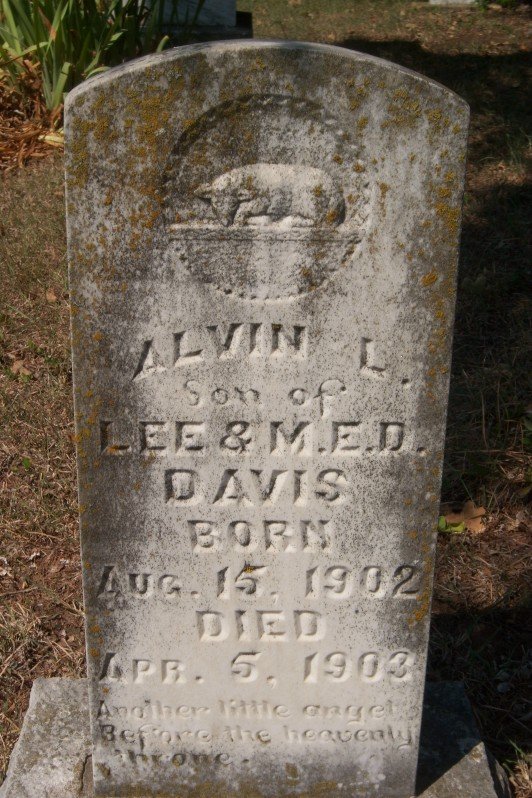 ALVIN L.
Son of
LEE & M.E.D.
DAVIS
BORN
AUG. 15, 1902
DIED
APR. 5, 1903
Another little angel
Before the heavenly
throne.